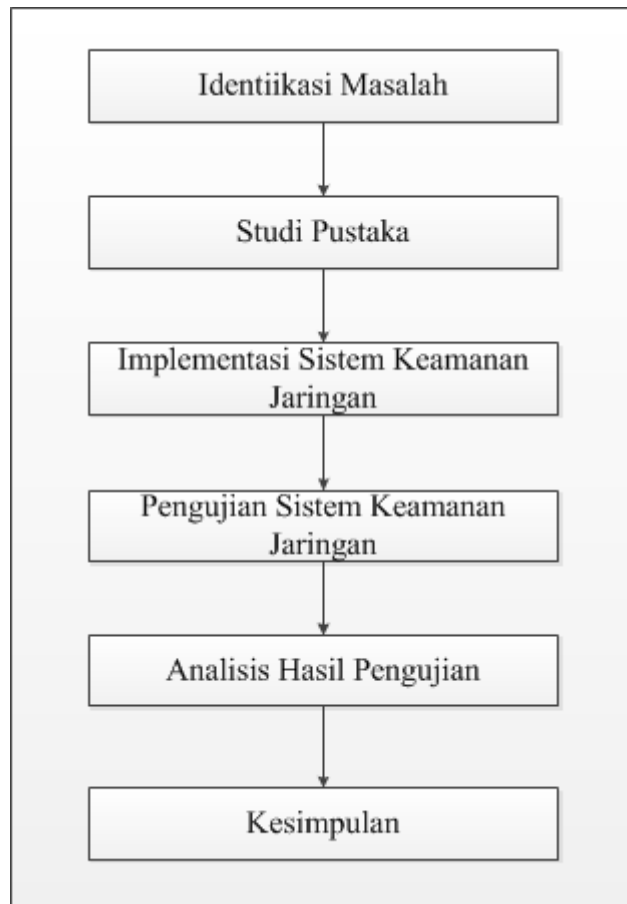 Identiikasi Masalah
Studi Pustaka
Implementasi Sistem Keamanan
Jaringan
Pengujian Sistem Keamanan
Jaringan
Analisis Hasil Pengujian
Kesimpulan